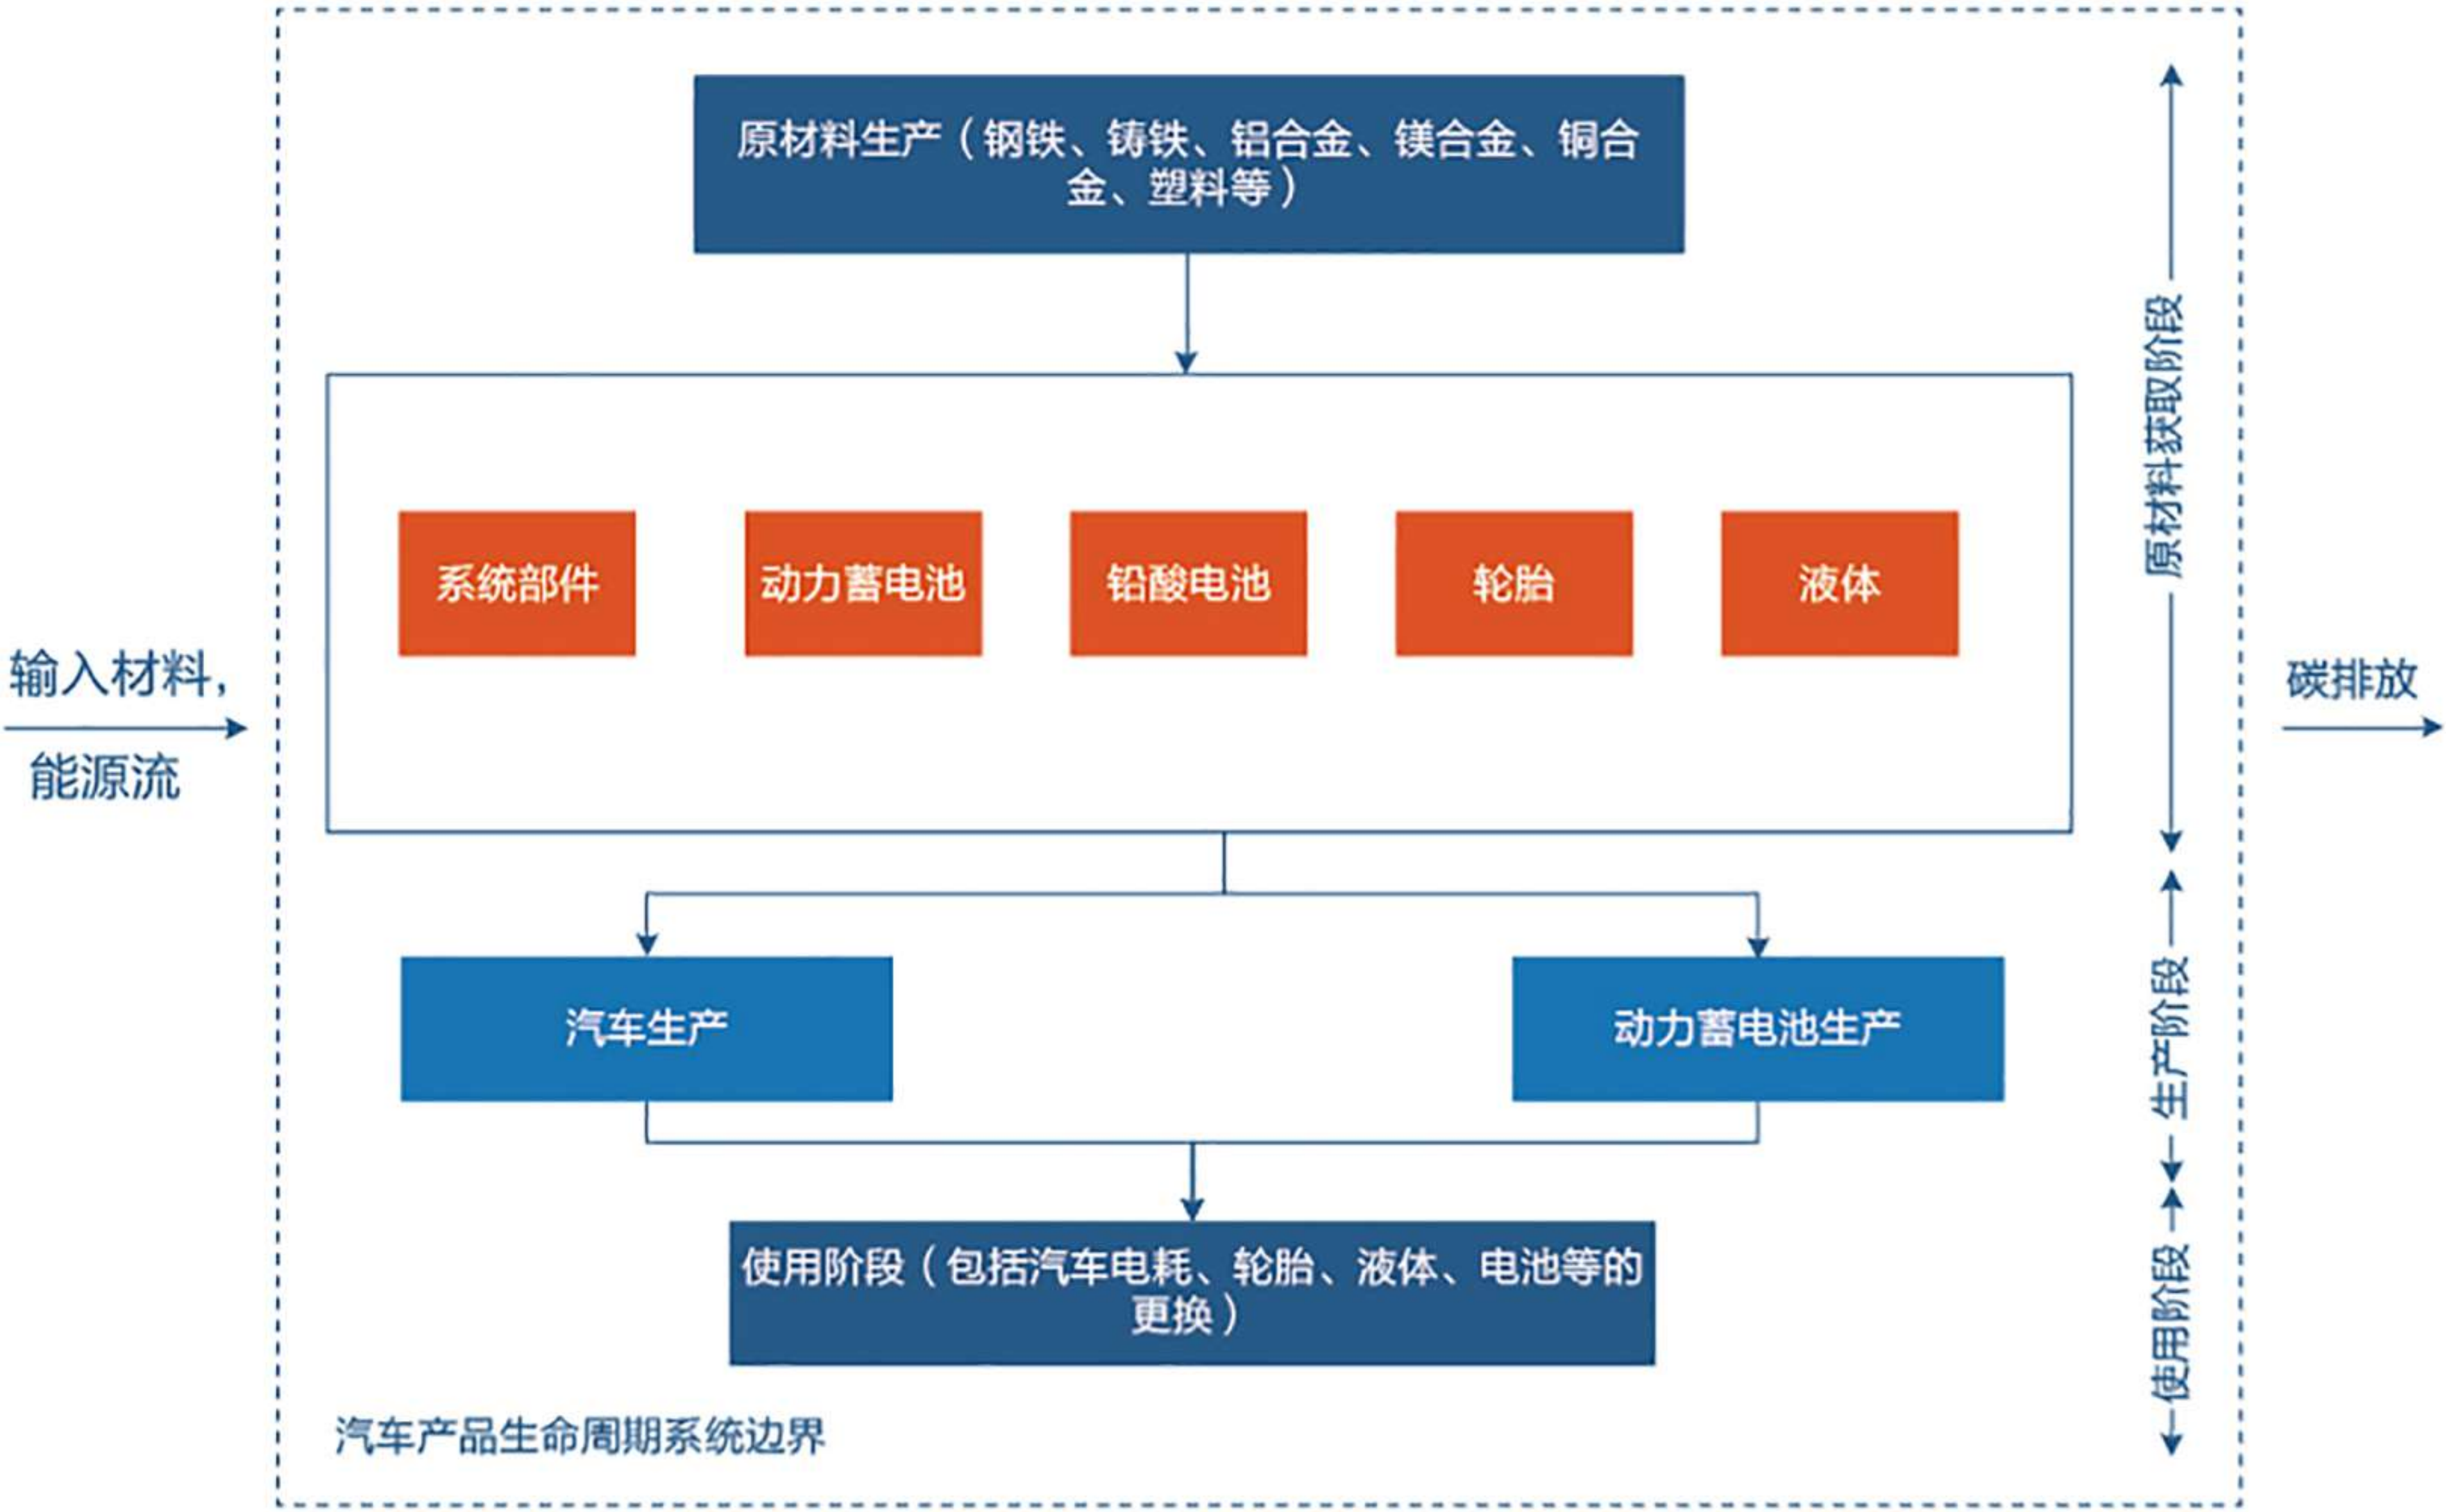 原材料生产（钢铁、铸铁、铝合金、镁合金、铜合
金、塑料等）
原材料获取阶段
系统部件
动力蓄电池
铅酸电池
轮胎
液体
输入材料，
能源流
碳排放
汽车生产
动力蓄电池生产
生产阶段
使用阶段（包括汽车电耗、轮胎、液体、电池等的
更换）
使用阶段
汽车产品生命周期系统边界